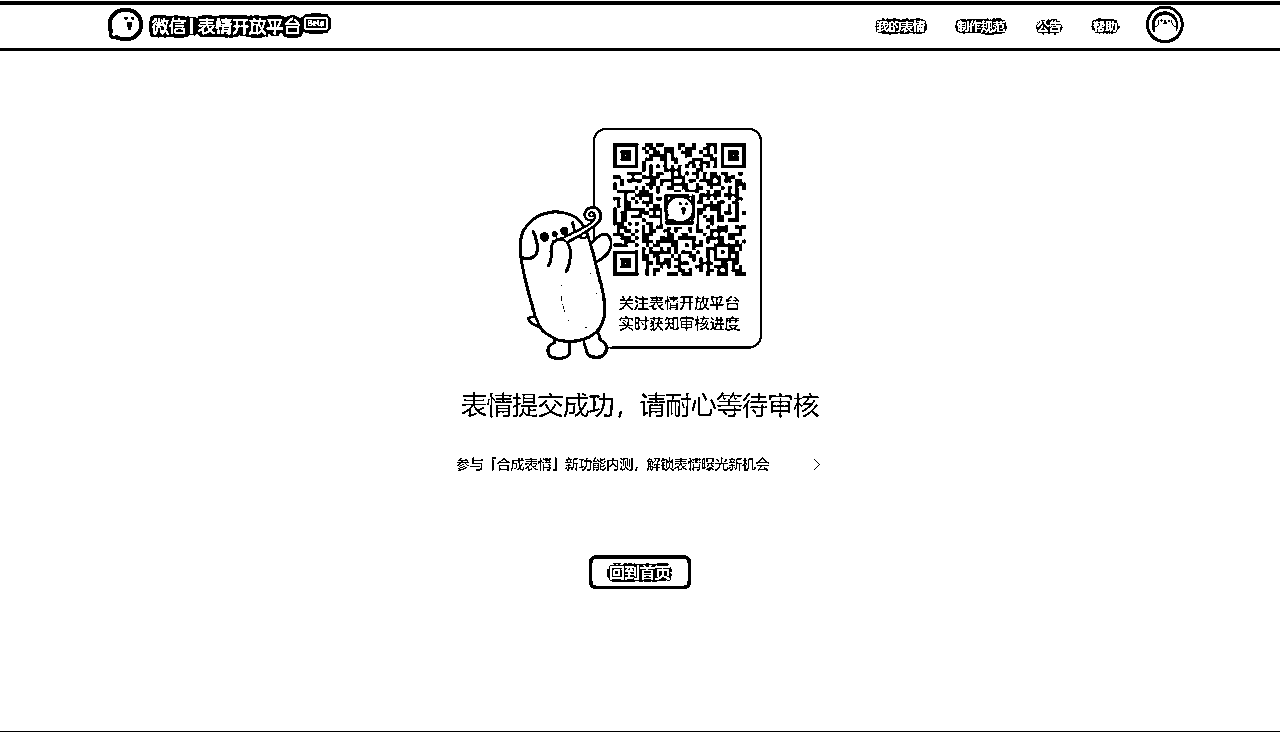 微信 | 表情开放平台 Beta
我的表情 制作规范 公告 帮助
关注表情开放平台
实时获知审核进度
表情提交成功，请耐心等待审核
参与「合成表情」新功能内测，解锁表情曝光新机会
回到首页